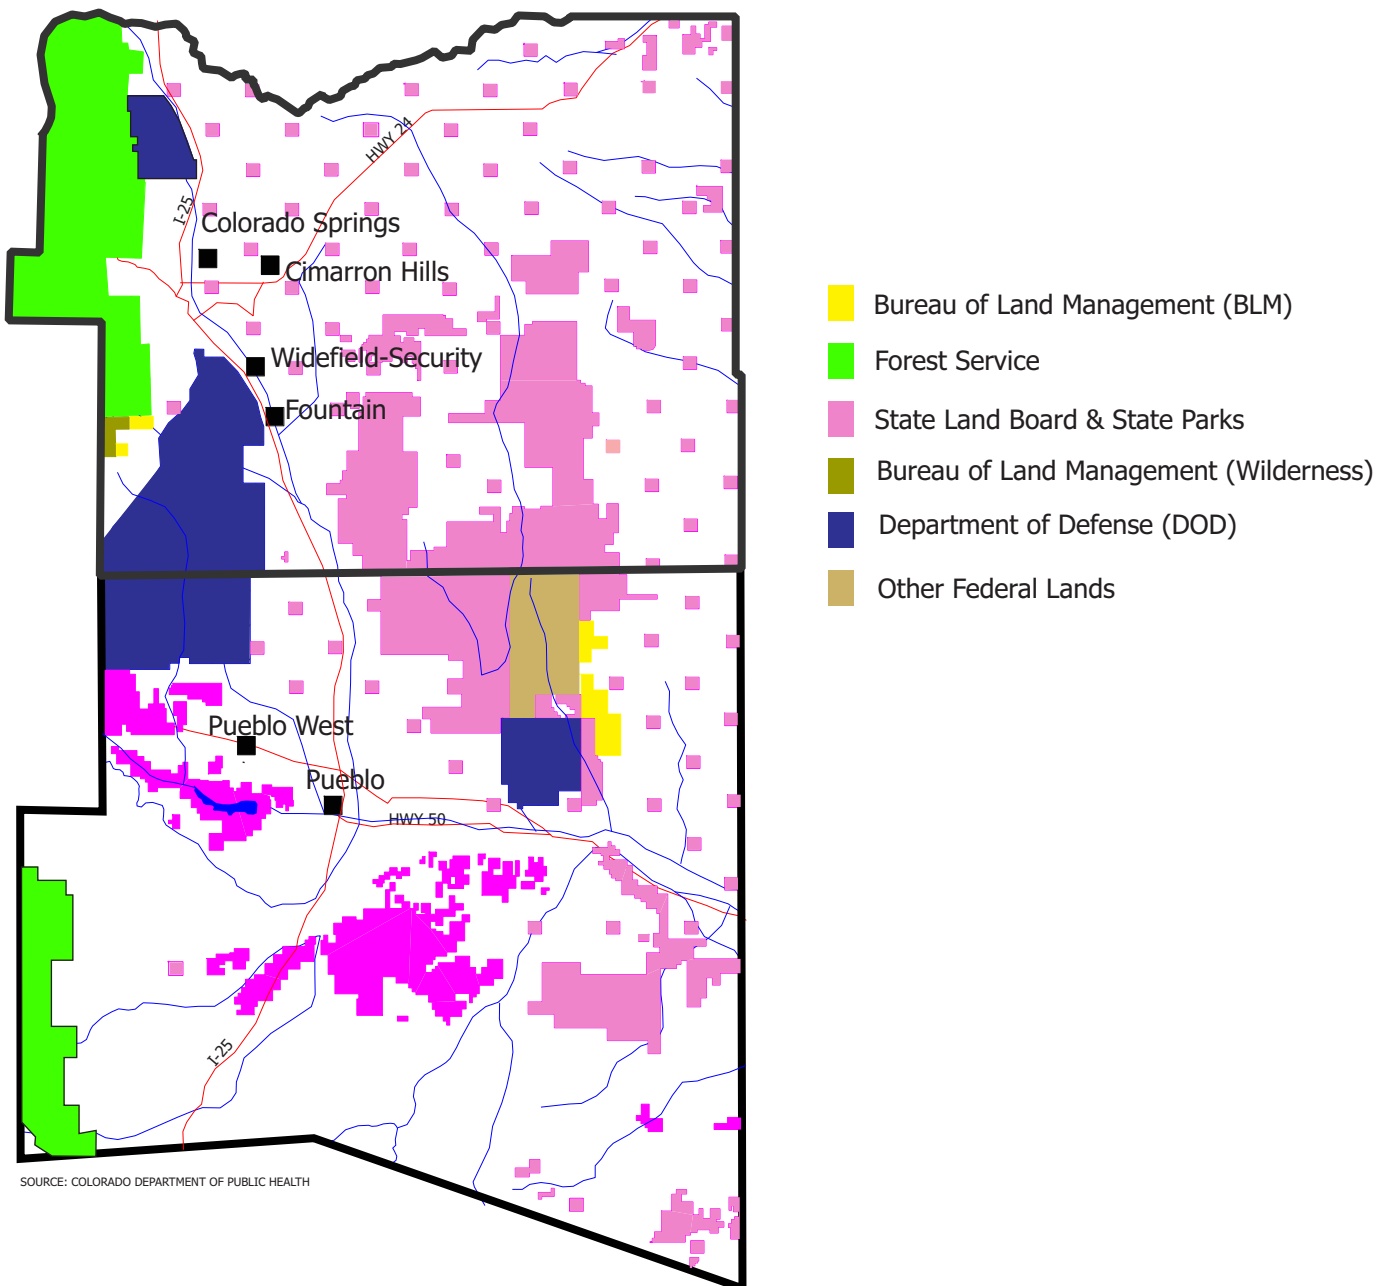 HWY 24
I-25
Colorado Springs
Cimarron Hills
Widefield-Security
Fountain
Pueblo West
Pueblo
HWY 50
I-25
SOURCE: COLORADO DEPARTMENT OF PUBLIC HEALTH
Bureau of Land Management (BLM)
Forest Service
State Land Board & State Parks
Bureau of Land Management (Wilderness)
Department of Defense (DOD)
Other Federal Lands